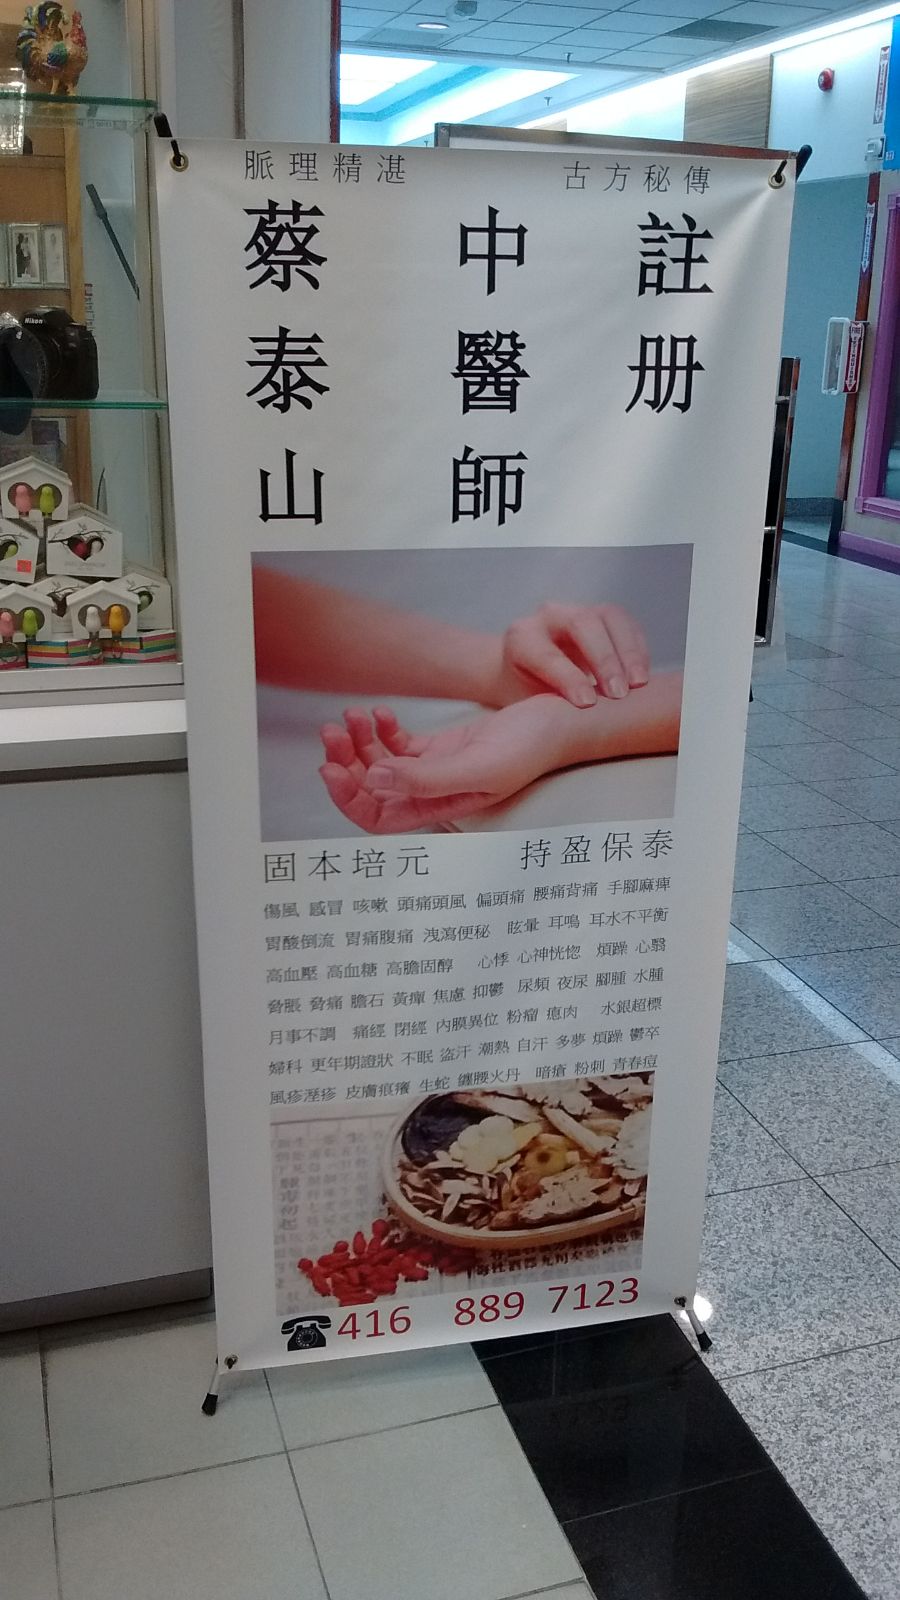 脈理精湛 古方秘傳
註册
中醫師
蔡泰山
固本培元 持盈保泰
傷風 感冒 咳嗽 頭痛頭風 偏頭痛 腰痛背痛 手腳麻痺
胃酸倒流 胃痛腹痛 洩瀉便秘 眩暈 耳鳴 耳水不平衡
高血壓 高血糖 高膽固醇 心悸 心神恍惚 煩躁 心翳
脅脹 脅痛 膽石 黃疸 焦慮 抑鬱 尿頻 夜尿 腳腫 水腫
月事不調 痛經 閉經 內膜異位 粉瘤 瘜肉 水銀超標
婦科 更年期證狀 不眠 盜汗 潮熱 自汗 多夢 煩躁 鬱卒
風疹溼疹 皮膚痕癢 生蛇 纏腰火丹 暗瘡 粉刺 青春痘
416 889 7123
Nikon